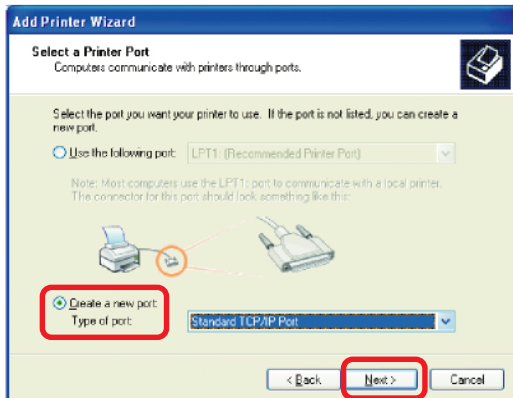 Add Printer Wizard
Select a Printer Port
Computers communicate with printers through ports.
Select the port you want your printer to use. If the port is not listed, you can create a
new port.
Use the following port: LPT1: (Recommended Printer Port)
Note: Most computers use the LPT1: port to communicate with a local printer.
The connector for this port should look something like this:
Create a new port:
Type of port: Standard TCP/IP Port
< Back Next > Cancel